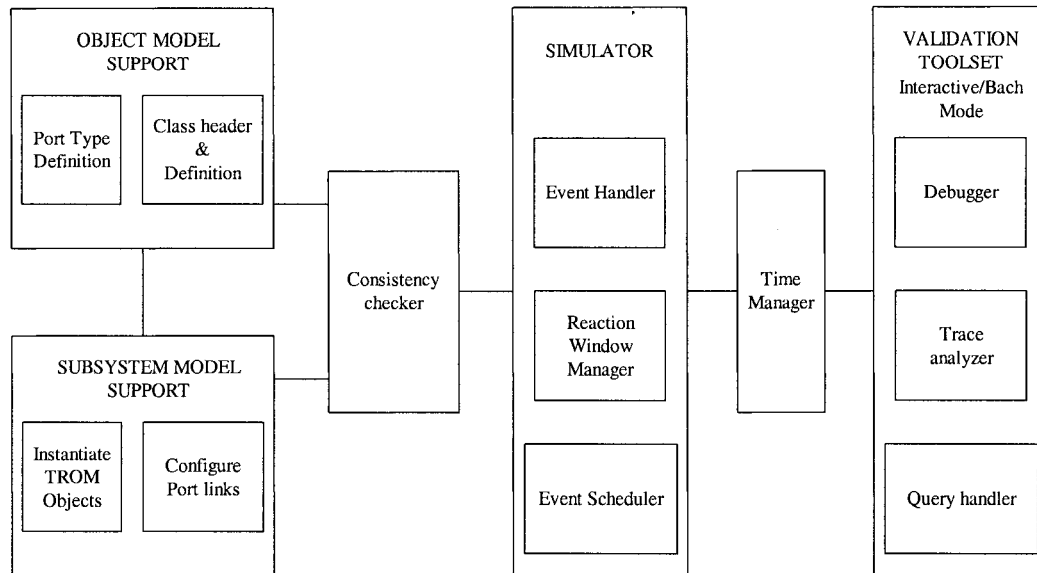 OBJECT MODEL
SUPPORT
Port Type
Definition
Class header
&
Definition
SUBSYSTEM MODEL
SUPPORT
Instantiate
TROM
Objects
Configure
Port links
Consistency
checker
SIMULATOR
Event Handler
Reaction
Window
Manager
Event Scheduler
Time
Manager
VALIDATION
TOOLSET
Interactive/Bach
Mode
Debugger
Trace
analyzer
Query handler